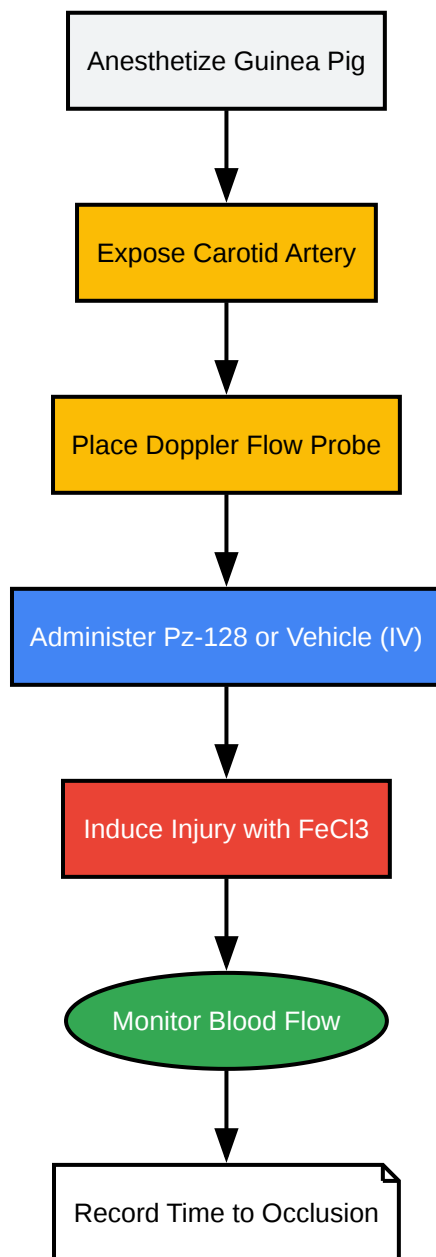 Anesthetize Guinea Pig
Expose Carotid Artery
Place Doppler Flow Probe
Administer Pz-128 or Vehicle (IV)
Induce Injury with FeCl3
Monitor Blood Flow
Record Time to Occlusion